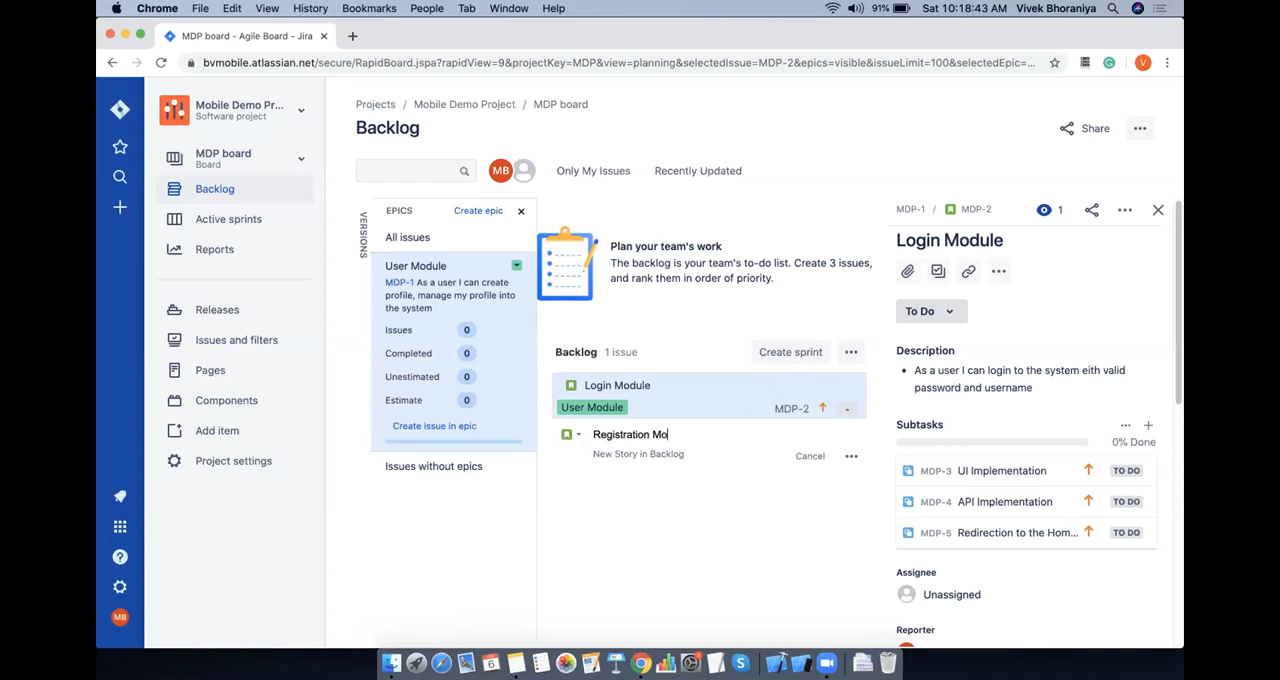 Chrome File Edit View History Bookmarks People Tab Window Help 91% Sat 10:18:43 AM Vivek Bhoraniya
MDP board - Agile Board - Jira
bvmobile.atlassian.net/secure/RapidBoard.jspa?rapidView=9&projectKey=MDP&view=planning&selectedIssue=MDP-2&epics=visible&issueLimit=100&selectedEpic=...
V
Mobile Demo Pr...
Software project
MDP board
Board
Backlog
Active sprints
Reports
Releases
Issues and filters
Pages
Components
Add item
Project settings
MB
Projects / Mobile Demo Project / MDP board
Backlog
Share
MB
Only My Issues
Recently Updated
VERSIONS
EPICS
Create epic
All issues
User Module
MDP-1 As a user I can create
profile, manage my profile into
the system
Issues 0
Completed 0
Unestimated 0
Estimate 0
Create issue in epic
Issues without epics
Plan your team's work
The backlog is your team's to-do list. Create 3 issues,
and rank them in order of priority.
Backlog 1 issue
Create sprint
Login Module
User Module
MDP-2
-
Registration Mo
New Story in Backlog
Cancel
MDP-1 / MDP-2
1
Login Module
To Do
Description
• As a user I can login to the system eith valid
password and username
Subtasks
0% Done
MDP-3 UI Implementation TO DO
MDP-4 API Implementation TO DO
MDP-5 Redirection to the Hom... TO DO
Assignee
Unassigned
Reporter
6